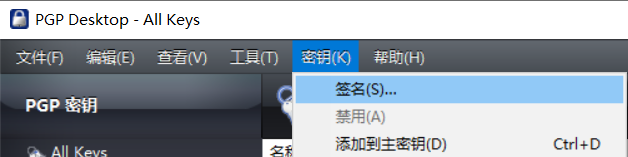 PGP Desktop - All Keys
文件(F) 编辑(E) 查看(V) 工具(T) 密钥(K) 帮助(H)
签名(S)...
PGP 密钥
禁用(A)
添加到主密钥(D) Ctrl+D
All Keys